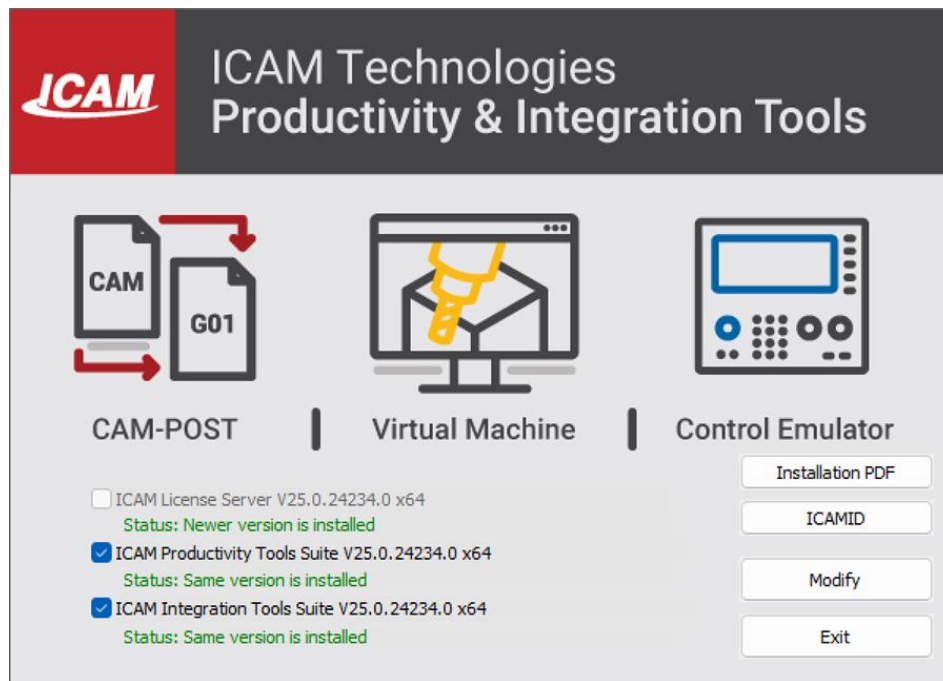 ICAM
ICAM Technologies
Productivity & Integration Tools
CAM
G01
CAM-POST | Virtual Machine | Control Emulator
Installation PDF
ICAM License Server V25.0.24234.0 x64
Status: Newer version is installed
ICAMID
ICAM Productivity Tools Suite V25.0.24234.0 x64
Status: Same version is installed
Modify
ICAM Integration Tools Suite V25.0.24234.0 x64
Status: Same version is installed
Exit